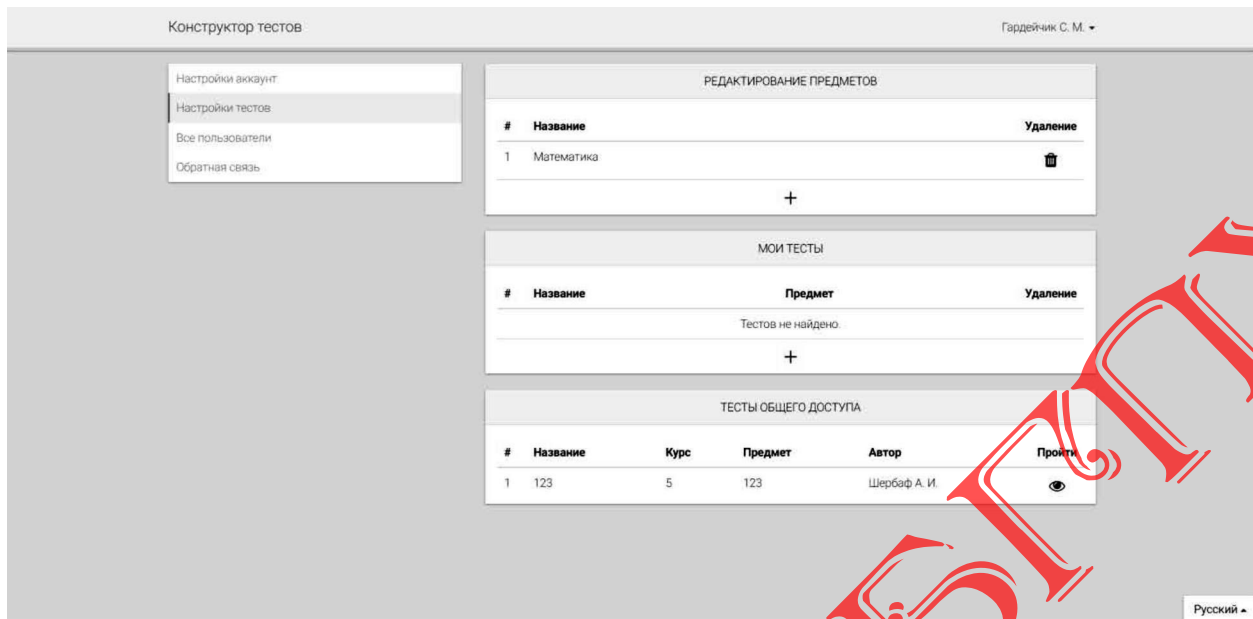 Конструктор тестов
Гардейчик С. М.
Настройки аккаунт
Настройки тестов
Все пользователи
Обратная связь
РЕДАКТИРОВАНИЕ ПРЕДМЕТОВ
# Название Удаление
1 Математика
+
МОИ ТЕСТЫ
# Название Предмет Удаление
Тестов не найдено.
+
ТЕСТЫ ОБЩЕГО ДОСТУПА
# Название Курс Предмет Автор Пройти
1 123 5 123 Шербаф А. И.
Русский